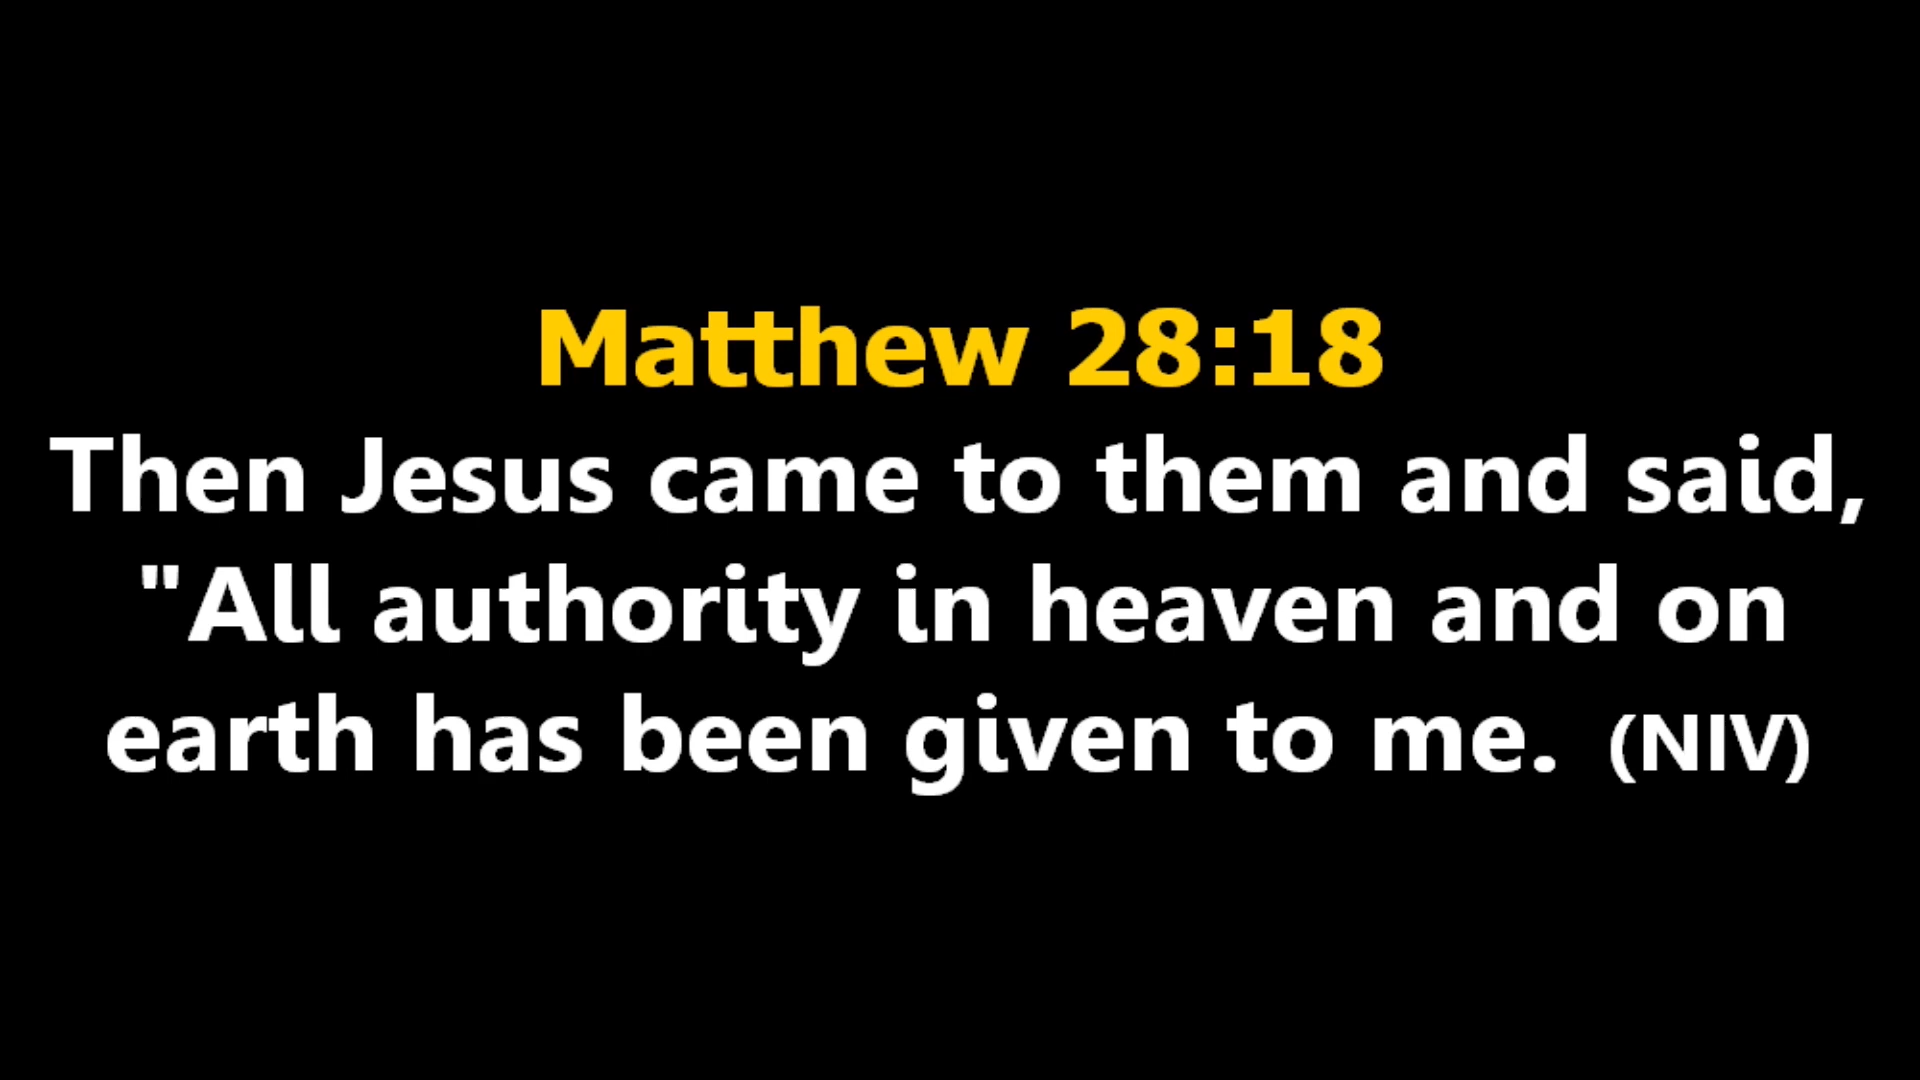 Matthew 28:18
Then Jesus came to them and said,
"All authority in heaven and on
earth has been given to me. (NIV)